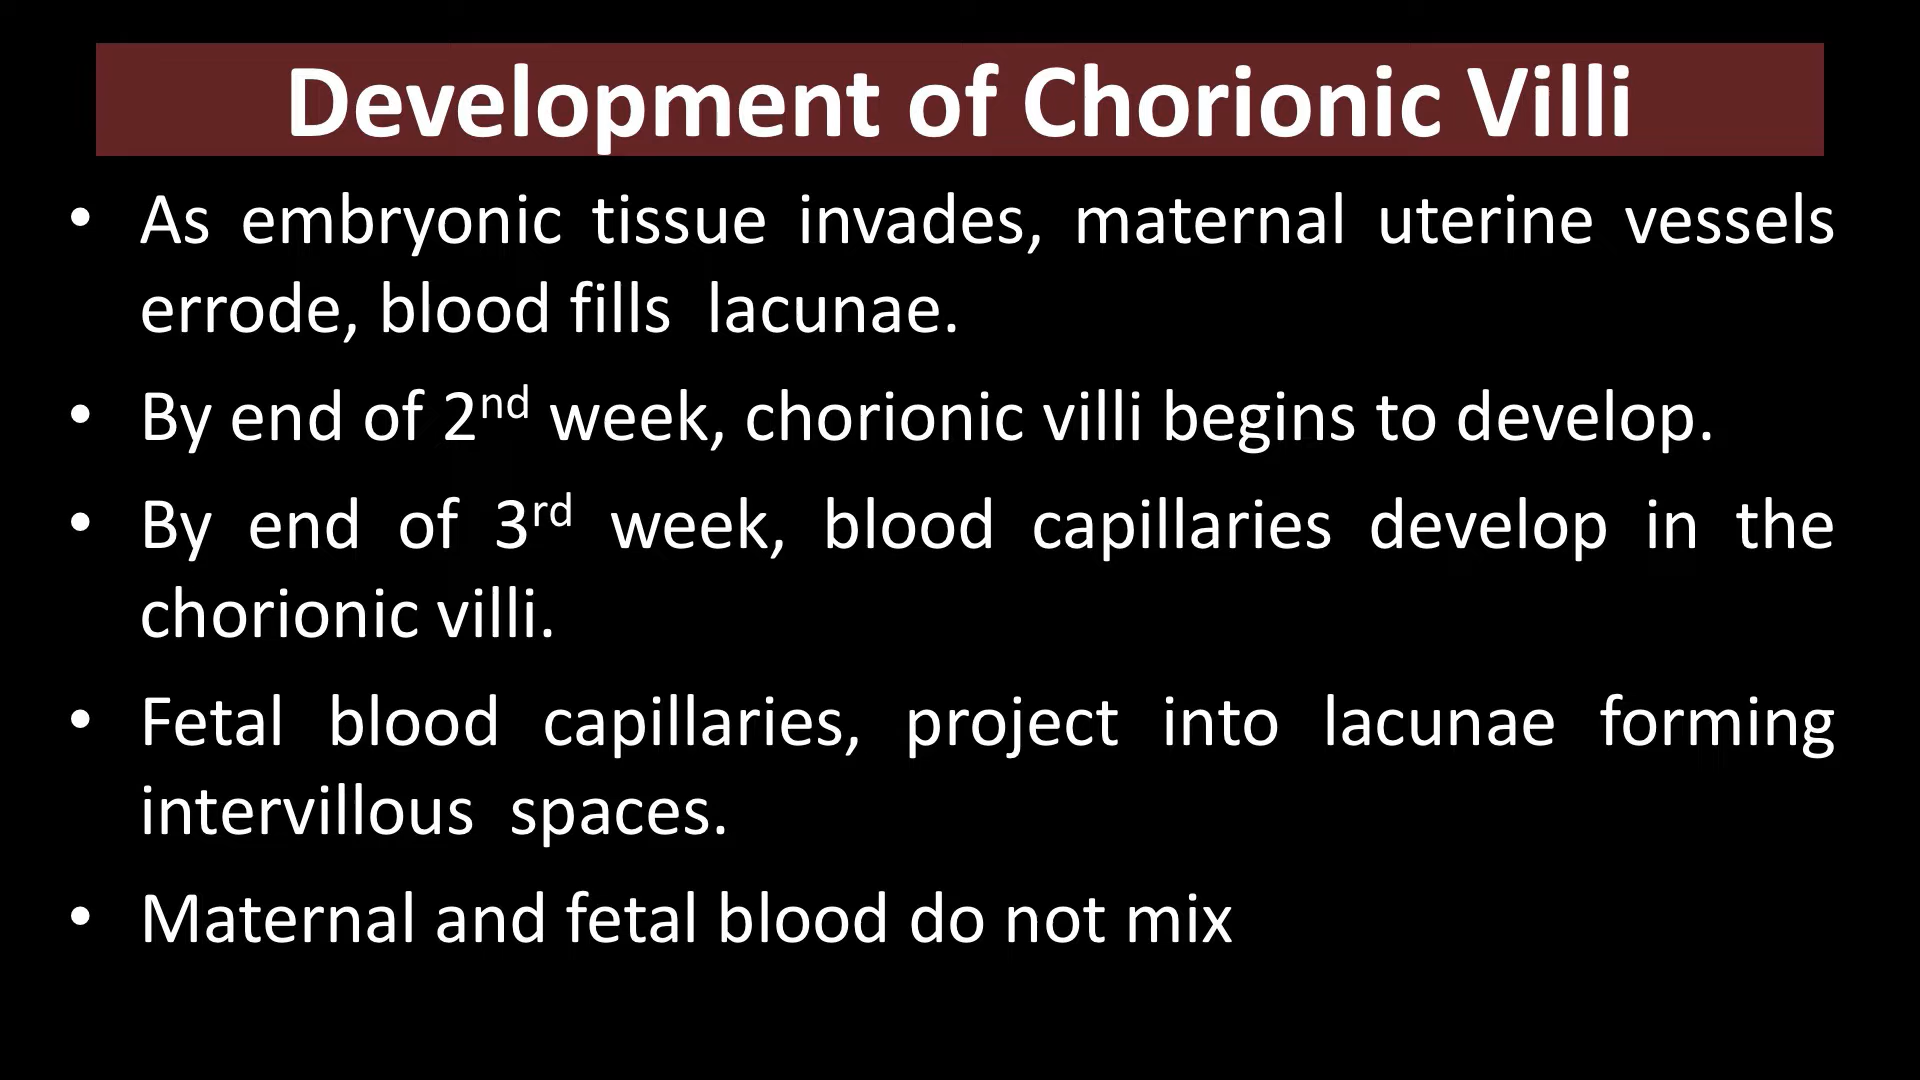 Development of Chorionic Villi
• As embryonic tissue invades, maternal uterine vessels
errode, blood fills lacunae.
• By end of 2nd week, chorionic villi begins to develop.
• By end of 3rd week, blood capillaries develop in the
chorionic villi.
• Fetal blood capillaries, project into lacunae forming
intervillous spaces.
• Maternal and fetal blood do not mix